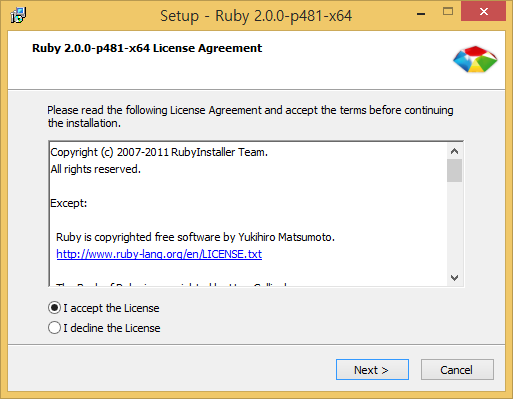 Setup - Ruby 2.0.0-p481-x64
Ruby 2.0.0-p481-x64 License Agreement
Please read the following License Agreement and accept the terms before continuing
the installation.
Copyright (c) 2007-2011 RubyInstaller Team.
All rights reserved.
Except:
Ruby is copyrighted free software by Yukihiro Matsumoto.
http://www.ruby-lang.org/en/LICENSE.txt
I accept the License
I decline the License
Next >
Cancel